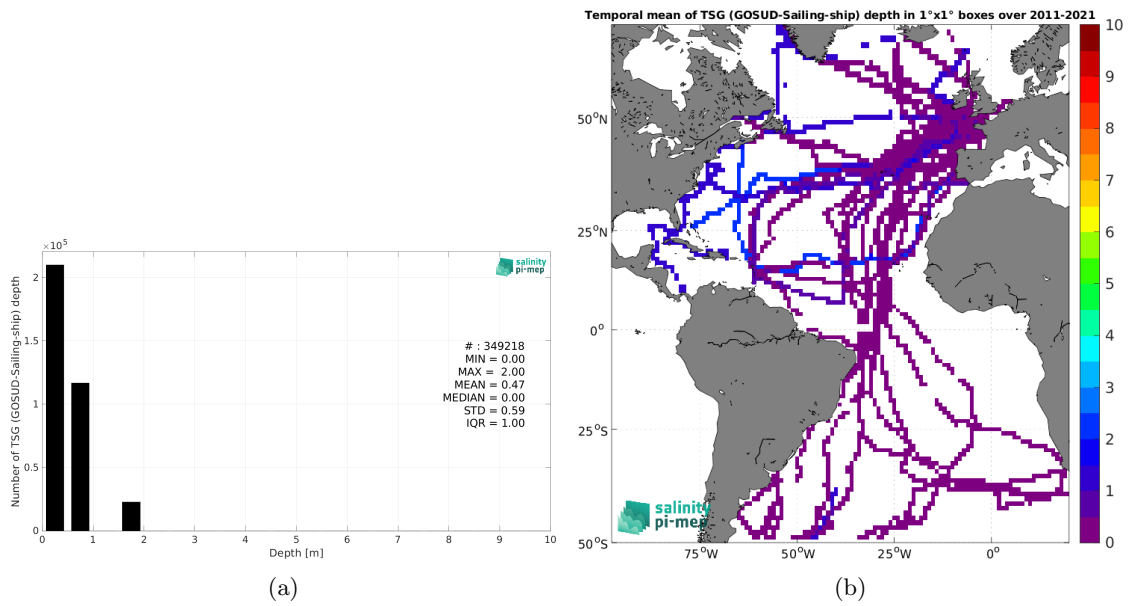 Temporal mean of TSG (GOSUD-Sailing-ship) depth in 1°x1° boxes over 2011-2021
×10⁵
2
1.5
1
0.5
0
Number of TSG (GOSUD-Sailing-ship) depth
salinity
pi-mep
# : 349218
MIN = 0.00
MAX = 2.00
MEAN = 0.47
MEDIAN = 0.00
STD = 0.59
IQR = 1.00
0 1 2 3 4 5 6 7 8 9 10
Depth [m]
(a)
50°N
25°N
0°
25°S
50°S
75°W 50°W 25°W 0°
salinity
pi-mep
10
9
8
7
6
5
4
3
2
1
0
(b)